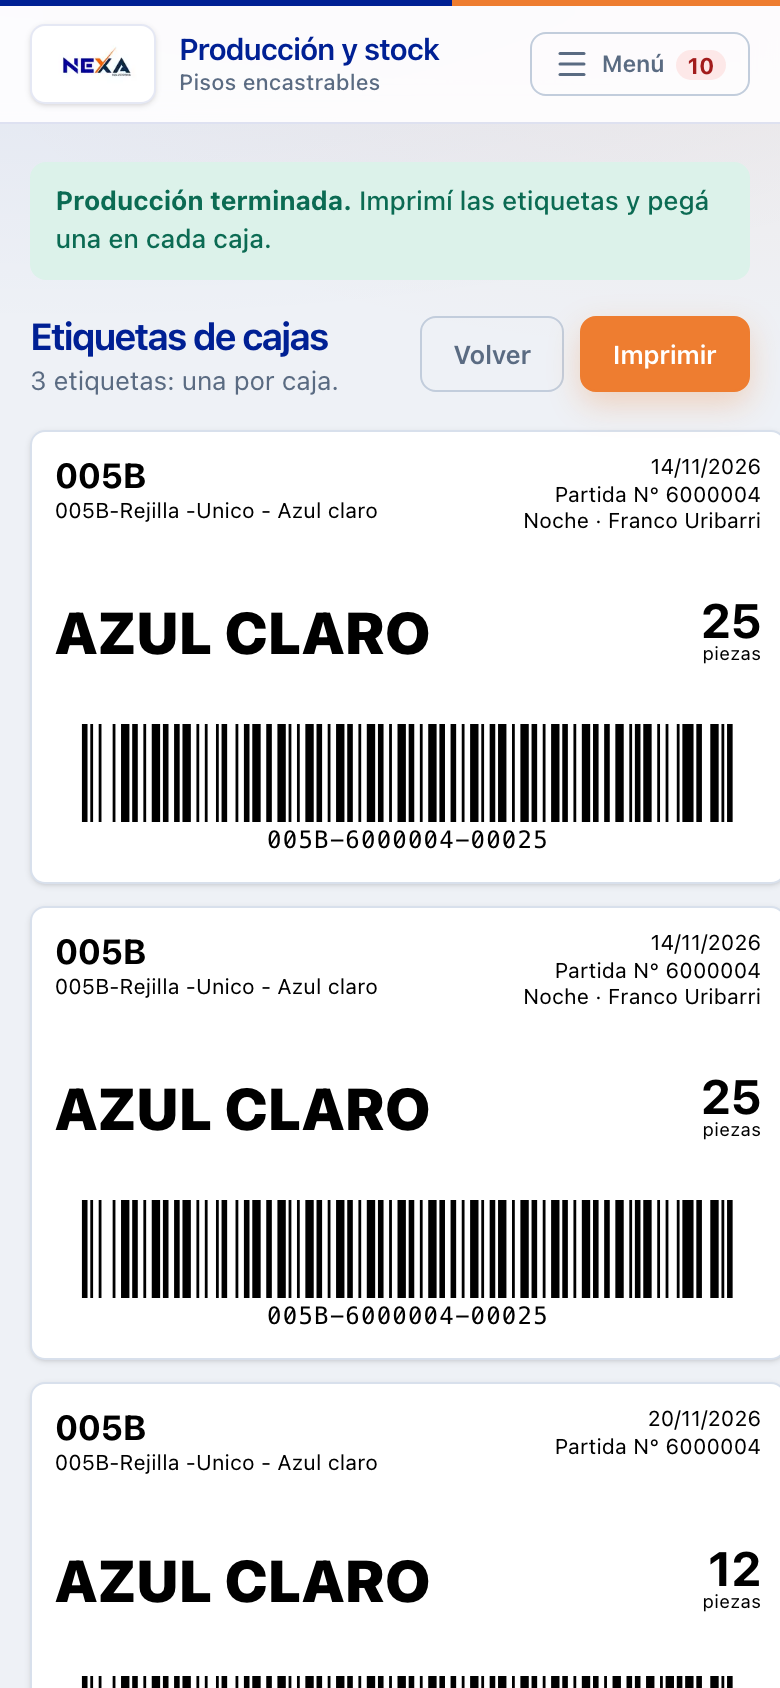 NEXA
Producción y stock
Pisos encastrables
Menú 10
Producción terminada. Imprimí las etiquetas y pegá
una en cada caja.
Etiquetas de cajas
3 etiquetas: una por caja.
Volver
Imprimir
005B
005B-Rejilla -Unico - Azul claro
14/11/2026
Partida N° 6000004
Noche · Franco Uribarri
AZUL CLARO
25
piezas
005B-6000004-00025
005B
005B-Rejilla -Unico - Azul claro
14/11/2026
Partida N° 6000004
Noche · Franco Uribarri
AZUL CLARO
25
piezas
005B-6000004-00025
005B
005B-Rejilla -Unico - Azul claro
20/11/2026
Partida N° 6000004
AZUL CLARO
12
piezas